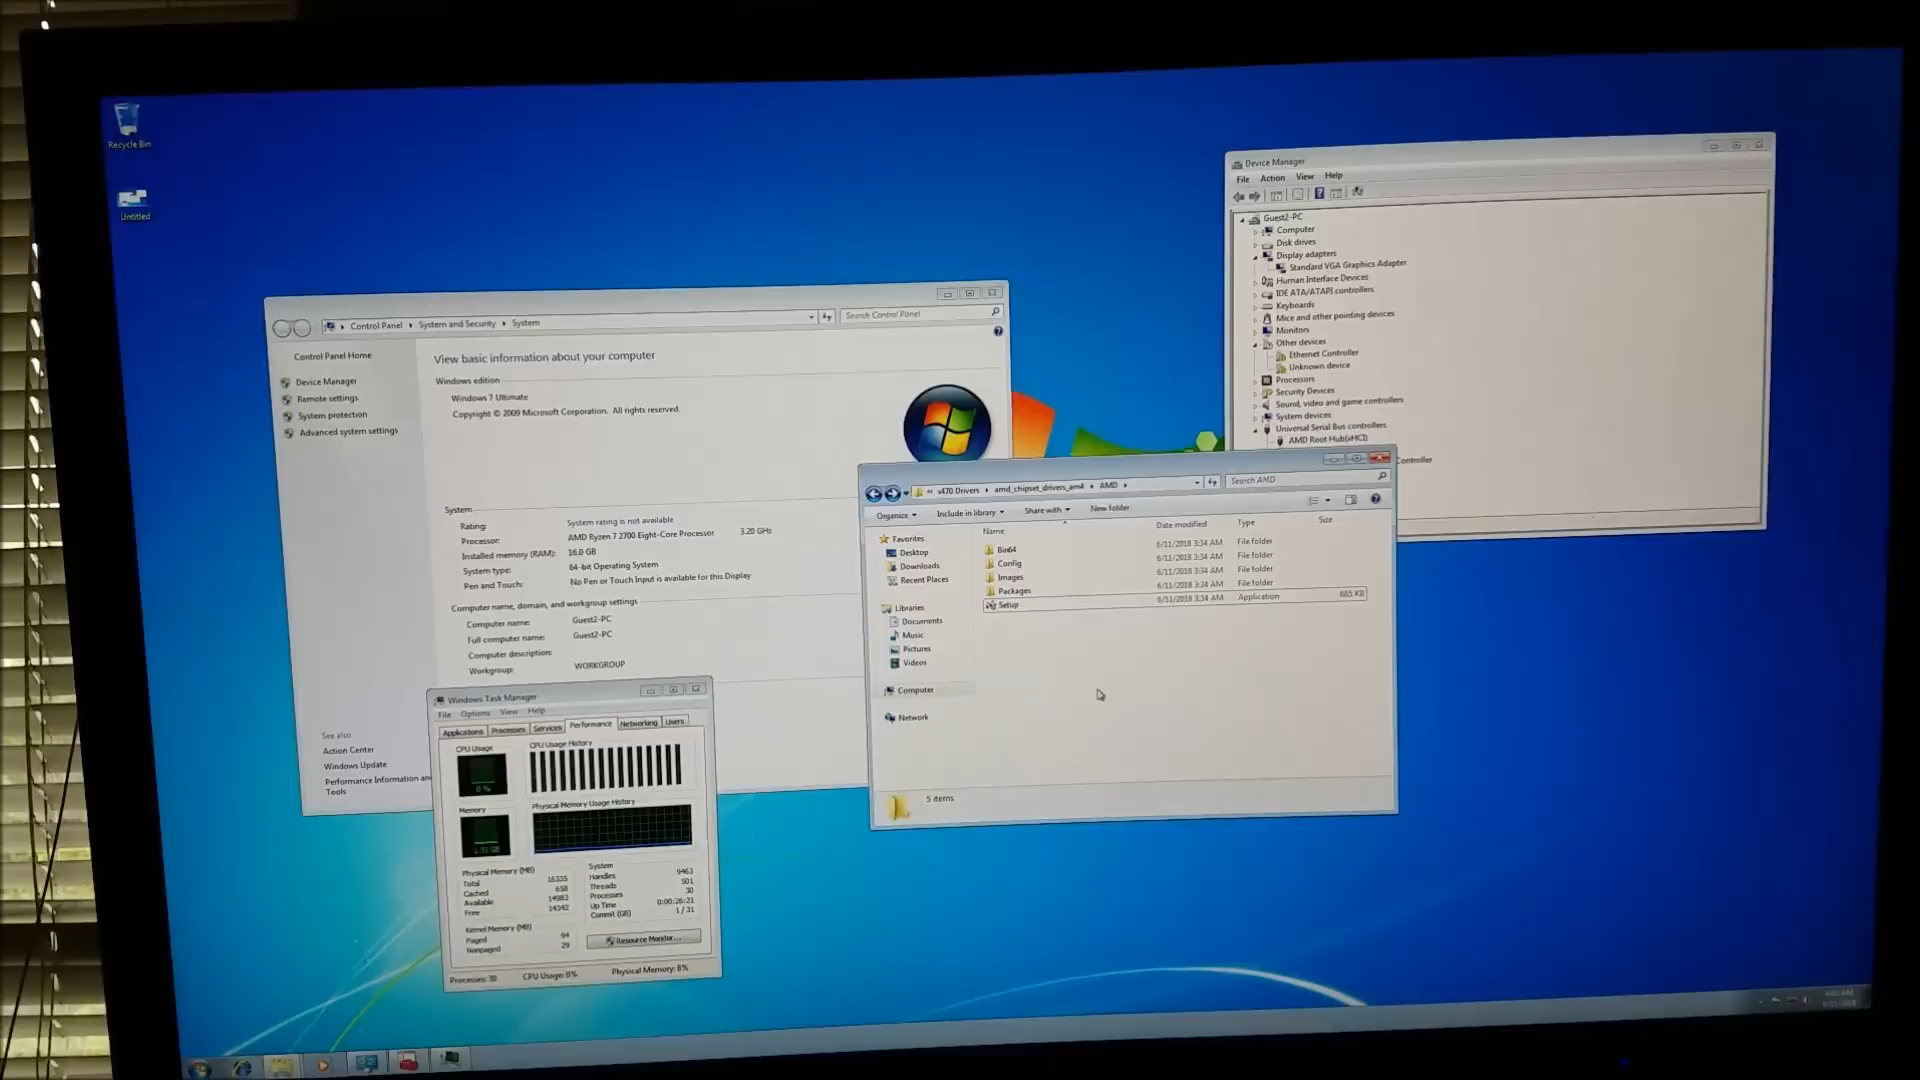 Recycle Bin
Untitled
Device Manager
File Action View Help
Guest2-PC
Computer
Disk drives
Display adapters
Standard VGA Graphics Adapter
Human Interface Devices
IDE ATA/ATAPI controllers
Keyboards
Mice and other pointing devices
Monitors
Other devices
Ethernet Controller
Unknown device
Processors
Security Devices
Sound, video and game controllers
System devices
Universal Serial Bus controllers
AMD Root Hub(xHCI)
Controller
Control Panel System and Security System
Search Control Panel
Control Panel Home
Device Manager
Remote settings
System protection
Advanced system settings
See also
Action Center
Windows Update
Performance Information an
Tools
View basic information about your computer
Windows edition
Windows 7 Ultimate
Copyright © 2009 Microsoft Corporation. All rights reserved.
System
Rating: System rating is not available
Processor: AMD Ryzen 7 2700 Eight-Core Processor 3.20 GHz
Installed memory (RAM): 16.0 GB
System type: 64-bit Operating System
Pen and Touch: No Pen or Touch Input is available for this Display
Computer name, domain, and workgroup settings
Computer name: Guest2-PC
Full computer name: Guest2-PC
Computer description:
Workgroup: WORKGROUP
« x470 Drivers amd_chipset_drivers_am4 AMD
Search AMD
Organize Include in library Share with New folder
Favorites
Desktop
Downloads
Recent Places
Libraries
Documents
Music
Pictures
Videos
Computer
Network
Name Date modified Type Size
Bin64 6/11/2018 3:34 AM File folder
Config 6/11/2018 3:34 AM File folder
Images 6/11/2018 3:34 AM File folder
Packages 6/11/2018 3:34 AM File folder
Setup 6/11/2018 3:34 AM Application 685 KB
5 items
Windows Task Manager
File Options View Help
Applications Processes Services Performance Networking Users
CPU Usage CPU Usage History
0 %
Memory Physical Memory Usage History
Physical Memory (MB)
Total 16335
Cached 658
Available 14983
Free 14342
Kernel Memory (MB)
Paged 94
Nonpaged 29
System
Handles 9463
Threads 501
Processes 30
Up Time 0:00:26:21
Commit (GB) 1 / 31
Resource Monitor...
Processes: 30 CPU Usage: 0% Physical Memory: 8%